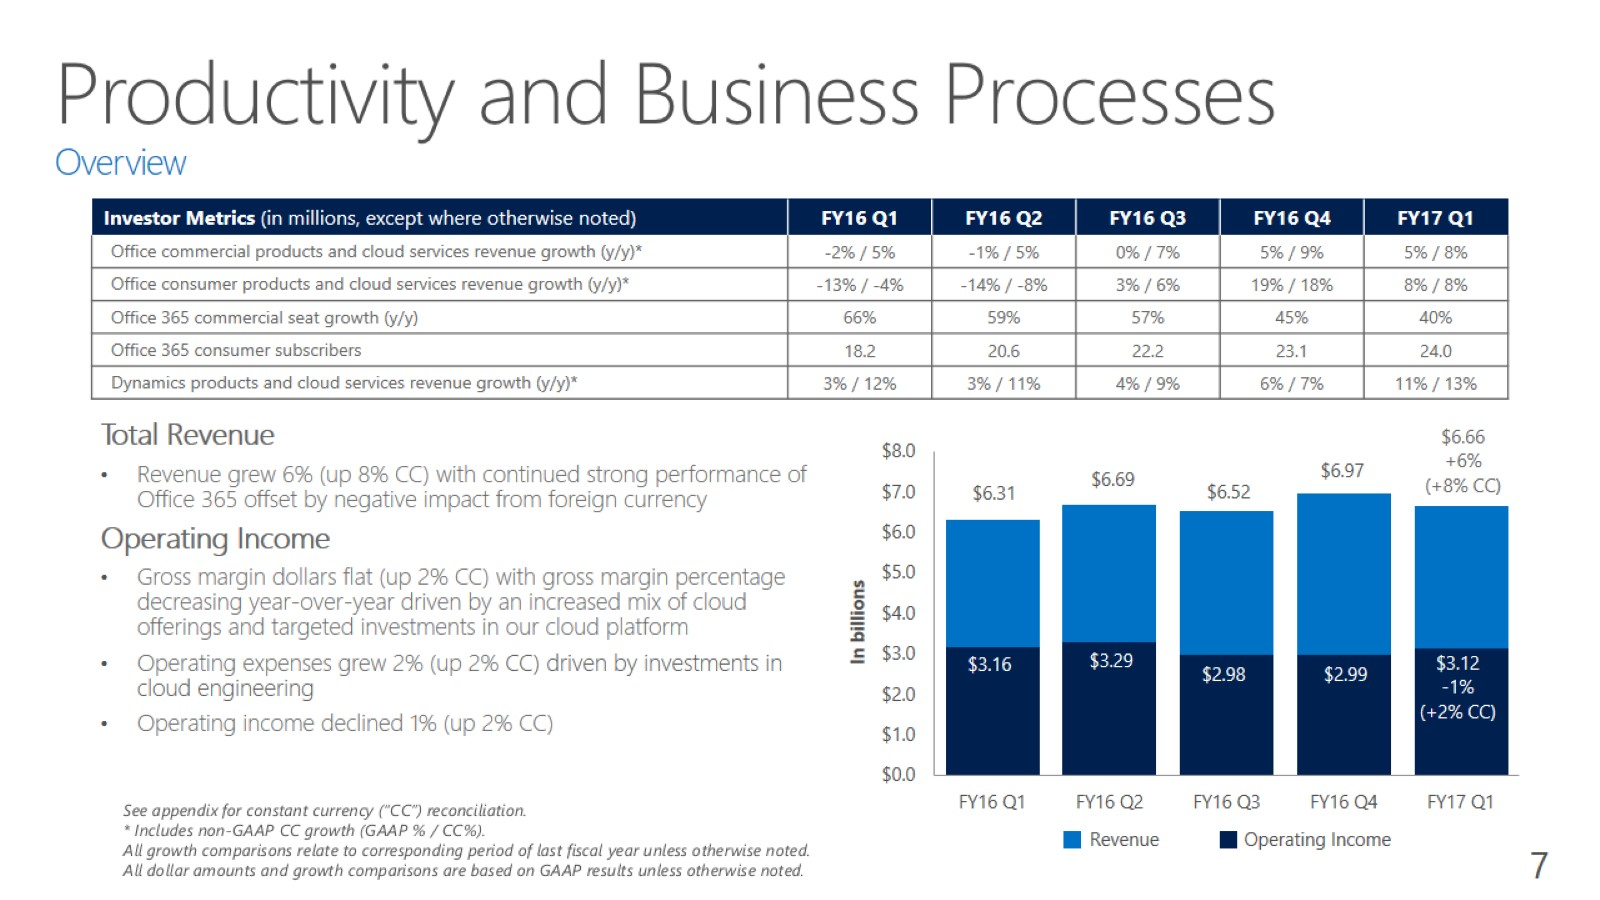 Productivity and Business Processes
Overview
Investor Metrics (in millions, except where otherwise noted) FY16 Q1 FY16 Q2 FY16 Q3 FY16 Q4 FY17 Q1
Office commercial products and cloud services revenue growth (y/y)* -2% / 5% -1% / 5% 0% / 7% 5% / 9% 5% / 8%
Office consumer products and cloud services revenue growth (y/y)* -13% / -4% -14% / -8% 3% / 6% 19% / 18% 8% / 8%
Office 365 commercial seat growth (y/y) 66% 59% 57% 45% 40%
Office 365 consumer subscribers 18.2 20.6 22.2 23.1 24.0
Dynamics products and cloud services revenue growth (y/y)* 3% / 12% 3% / 11% 4% / 9% 6% / 7% 11% / 13%
Total Revenue
• Revenue grew 6% (up 8% CC) with continued strong performance of
Office 365 offset by negative impact from foreign currency
Operating Income
• Gross margin dollars flat (up 2% CC) with gross margin percentage
decreasing year-over-year driven by an increased mix of cloud
offerings and targeted investments in our cloud platform
• Operating expenses grew 2% (up 2% CC) driven by investments in
cloud engineering
• Operating income declined 1% (up 2% CC)
See appendix for constant currency ("CC") reconciliation.
* Includes non-GAAP CC growth (GAAP % / CC%).
All growth comparisons relate to corresponding period of last fiscal year unless otherwise noted.
All dollar amounts and growth comparisons are based on GAAP results unless otherwise noted.
In billions
$8.0
$7.0
$6.0
$5.0
$4.0
$3.0
$2.0
$1.0
$0.0
$6.31
$6.69
$6.52
$6.97
$6.66
+6%
(+8% CC)
$3.16
$3.29
$2.98
$2.99
$3.12
-1%
(+2% CC)
FY16 Q1 FY16 Q2 FY16 Q3 FY16 Q4 FY17 Q1
Revenue Operating Income
7